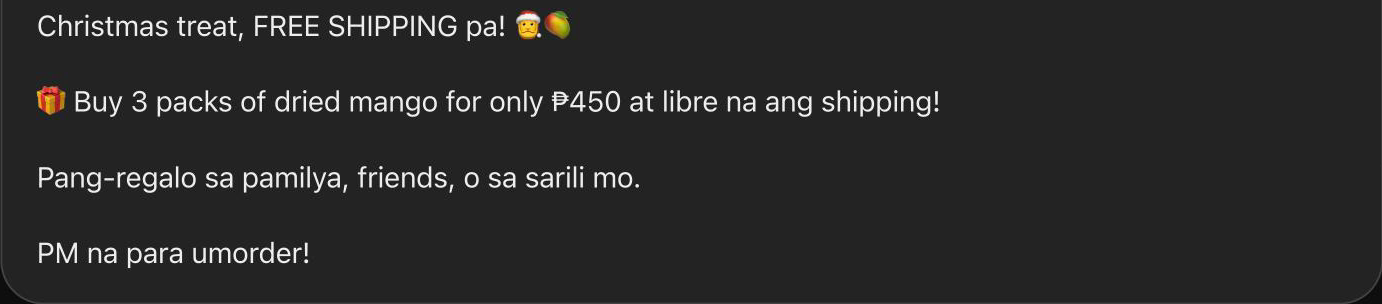 Christmas treat, FREE SHIPPING pa! 🎅🥭
🎁 Buy 3 packs of dried mango for only ₱450 at libre na ang shipping!
Pang-regalo sa pamilya, friends, o sa sarili mo.
PM na para umorder!